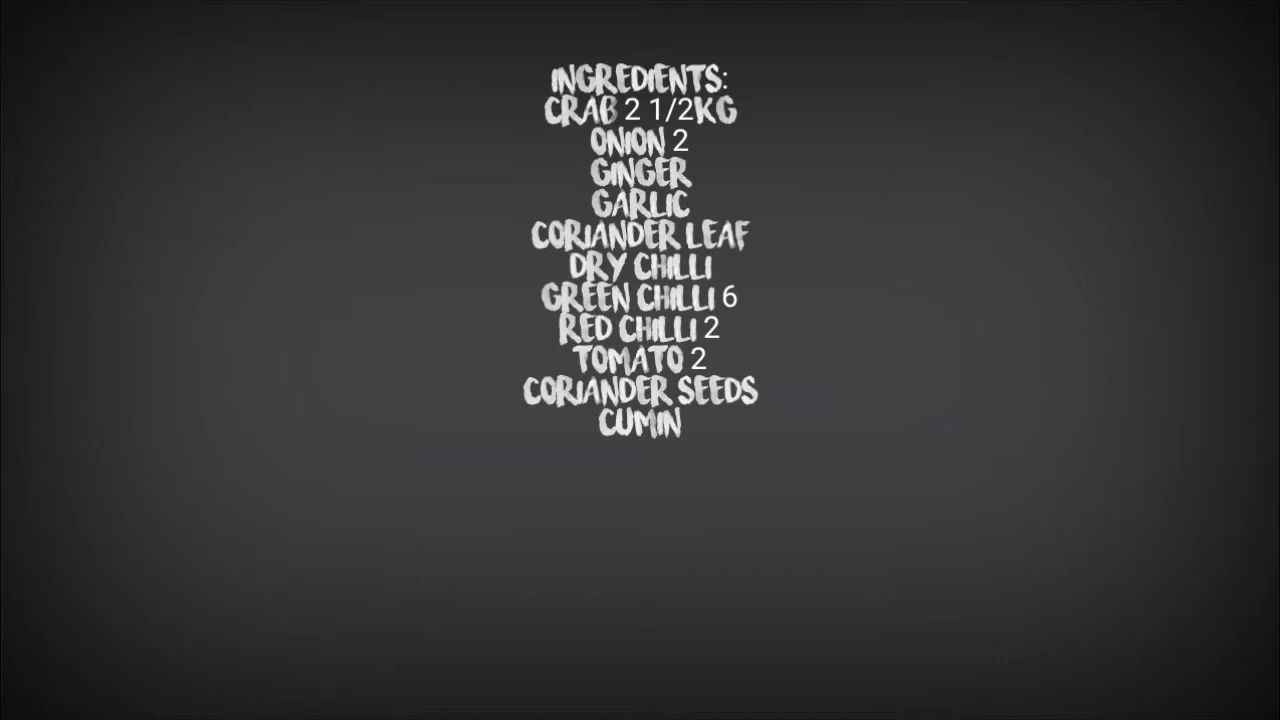 INGREDIENTS:
CRAB 2 1/2KG
ONION 2
GINGER
GARLIC
CORIANDER LEAF
DRY CHILLI
GREEN CHILLI 6
RED CHILLI 2
TOMATO 2
CORIANDER SEEDS
CUMIN